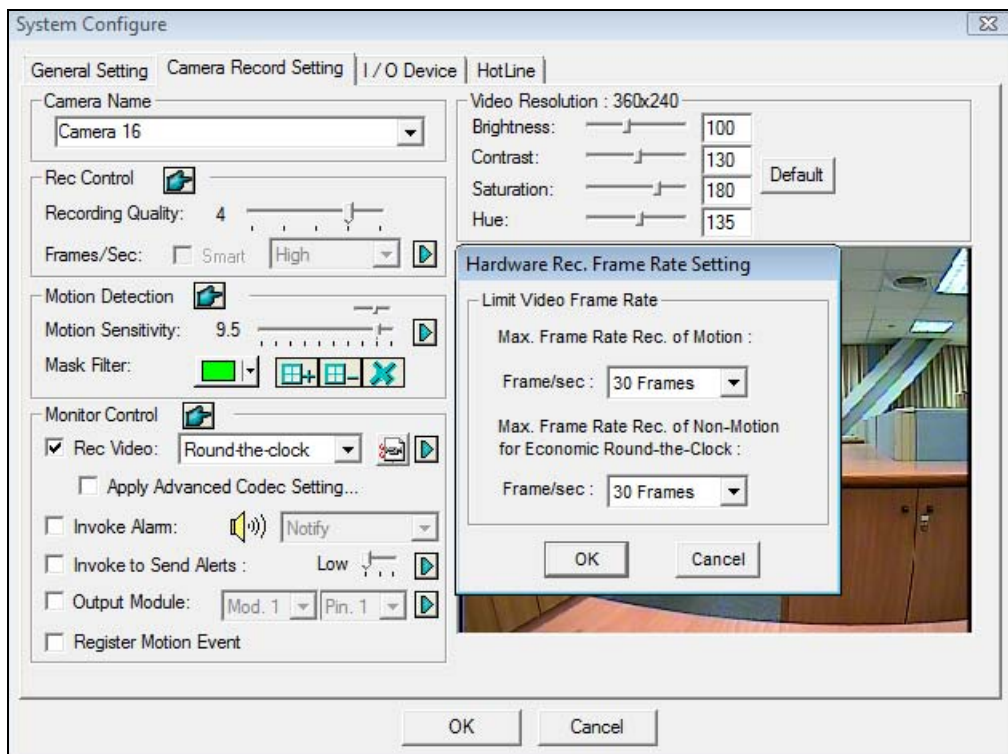 System Configure
General Setting
Camera Record Setting
I / O Device
HotLine
Camera Name
Camera 16
Rec Control
Recording Quality: 4
Frames/Sec: Smart High
Motion Detection
Motion Sensitivity: 9.5
Mask Filter:
Monitor Control
Rec Video: Round-the-clock
Apply Advanced Codec Setting...
Invoke Alarm: Notify
Invoke to Send Alerts : Low
Output Module: Mod. 1 Pin. 1
Register Motion Event
Video Resolution : 360x240
Brightness: 100
Contrast: 130
Saturation: 180
Hue: 135
Default
Hardware Rec. Frame Rate Setting
Limit Video Frame Rate
Max. Frame Rate Rec. of Motion :
Frame/sec : 30 Frames
Max. Frame Rate Rec. of Non-Motion
for Economic Round-the-Clock :
Frame/sec : 30 Frames
OK Cancel
OK Cancel